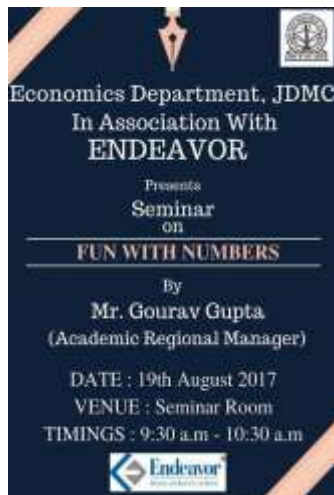 Economics Department, JDMC
In Association With
ENDEAVOR
Presents
Seminar
on
FUN WITH NUMBERS
By
Mr. Gourav Gupta
(Academic Regional Manager)
DATE : 19th August 2017
VENUE : Seminar Room
TIMINGS : 9:30 a.m - 10:30 a.m
Endeavor